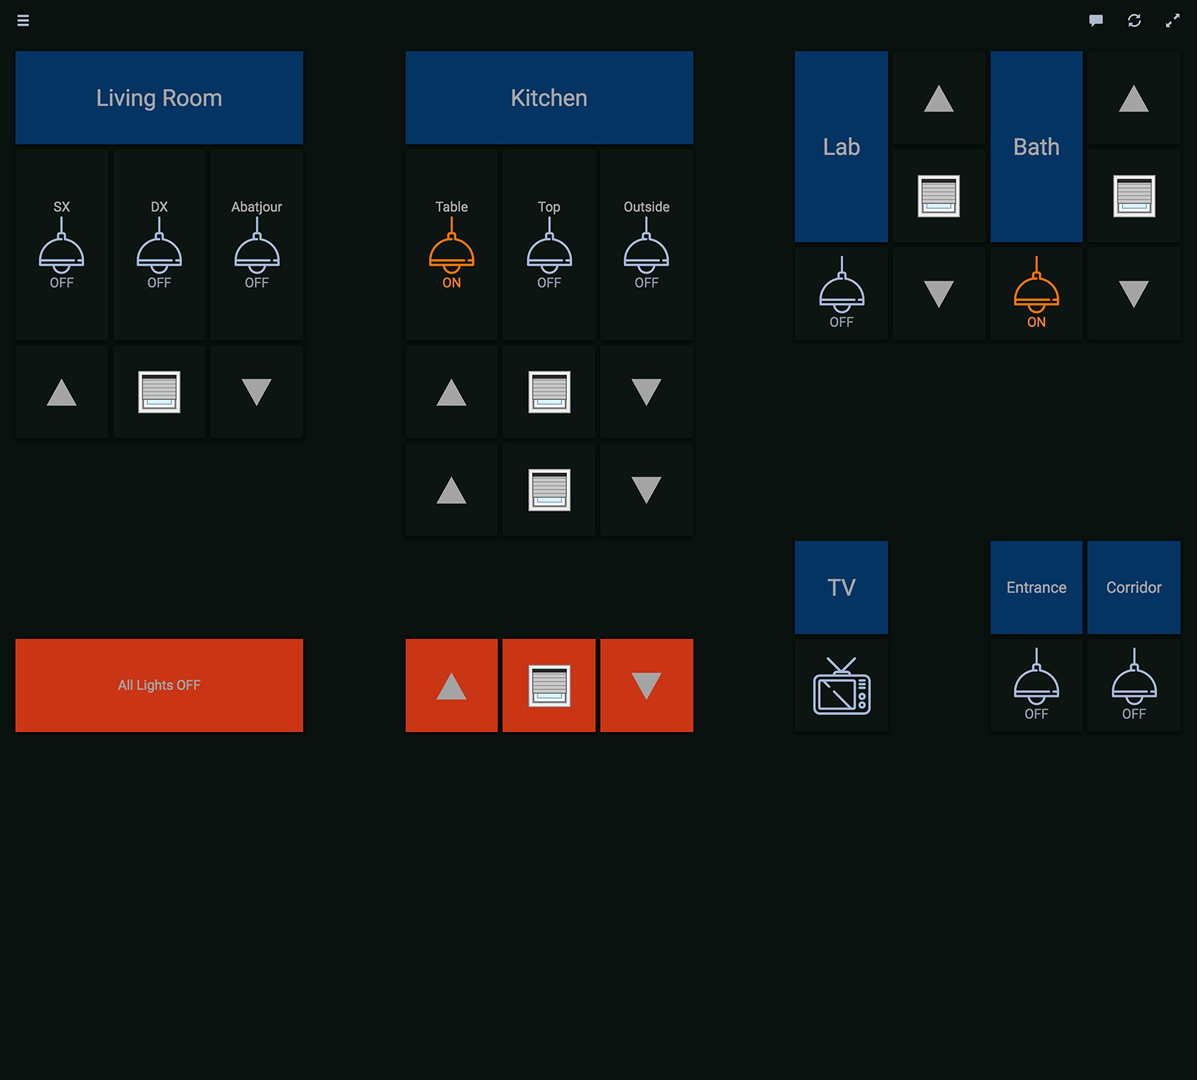 Living Room
SX
DX
Abatjour
OFF
OFF
OFF
Kitchen
Table
Top
Outside
ON
OFF
OFF
Lab
Bath
OFF
ON
TV
Entrance
Corridor
OFF
OFF
All Lights OFF